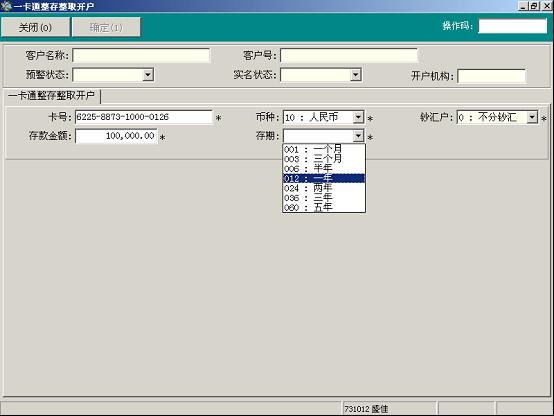 一卡通整存整取开户
关闭(0) 确定(1) 操作码:
客户名称: 客户号:
预警状态: 实名状态: 开户机构:
一卡通整存整取开户
卡号: 6225-8873-1000-0126 * 币种: 10 : 人民币 * 钞汇户: 0 : 不分钞汇 *
存款金额: 100,000.00 * 存期: *
001 : 一个月
003 : 三个月
006 : 半年
012 : 一年
024 : 两年
036 : 三年
060 : 五年
731012 盛佳